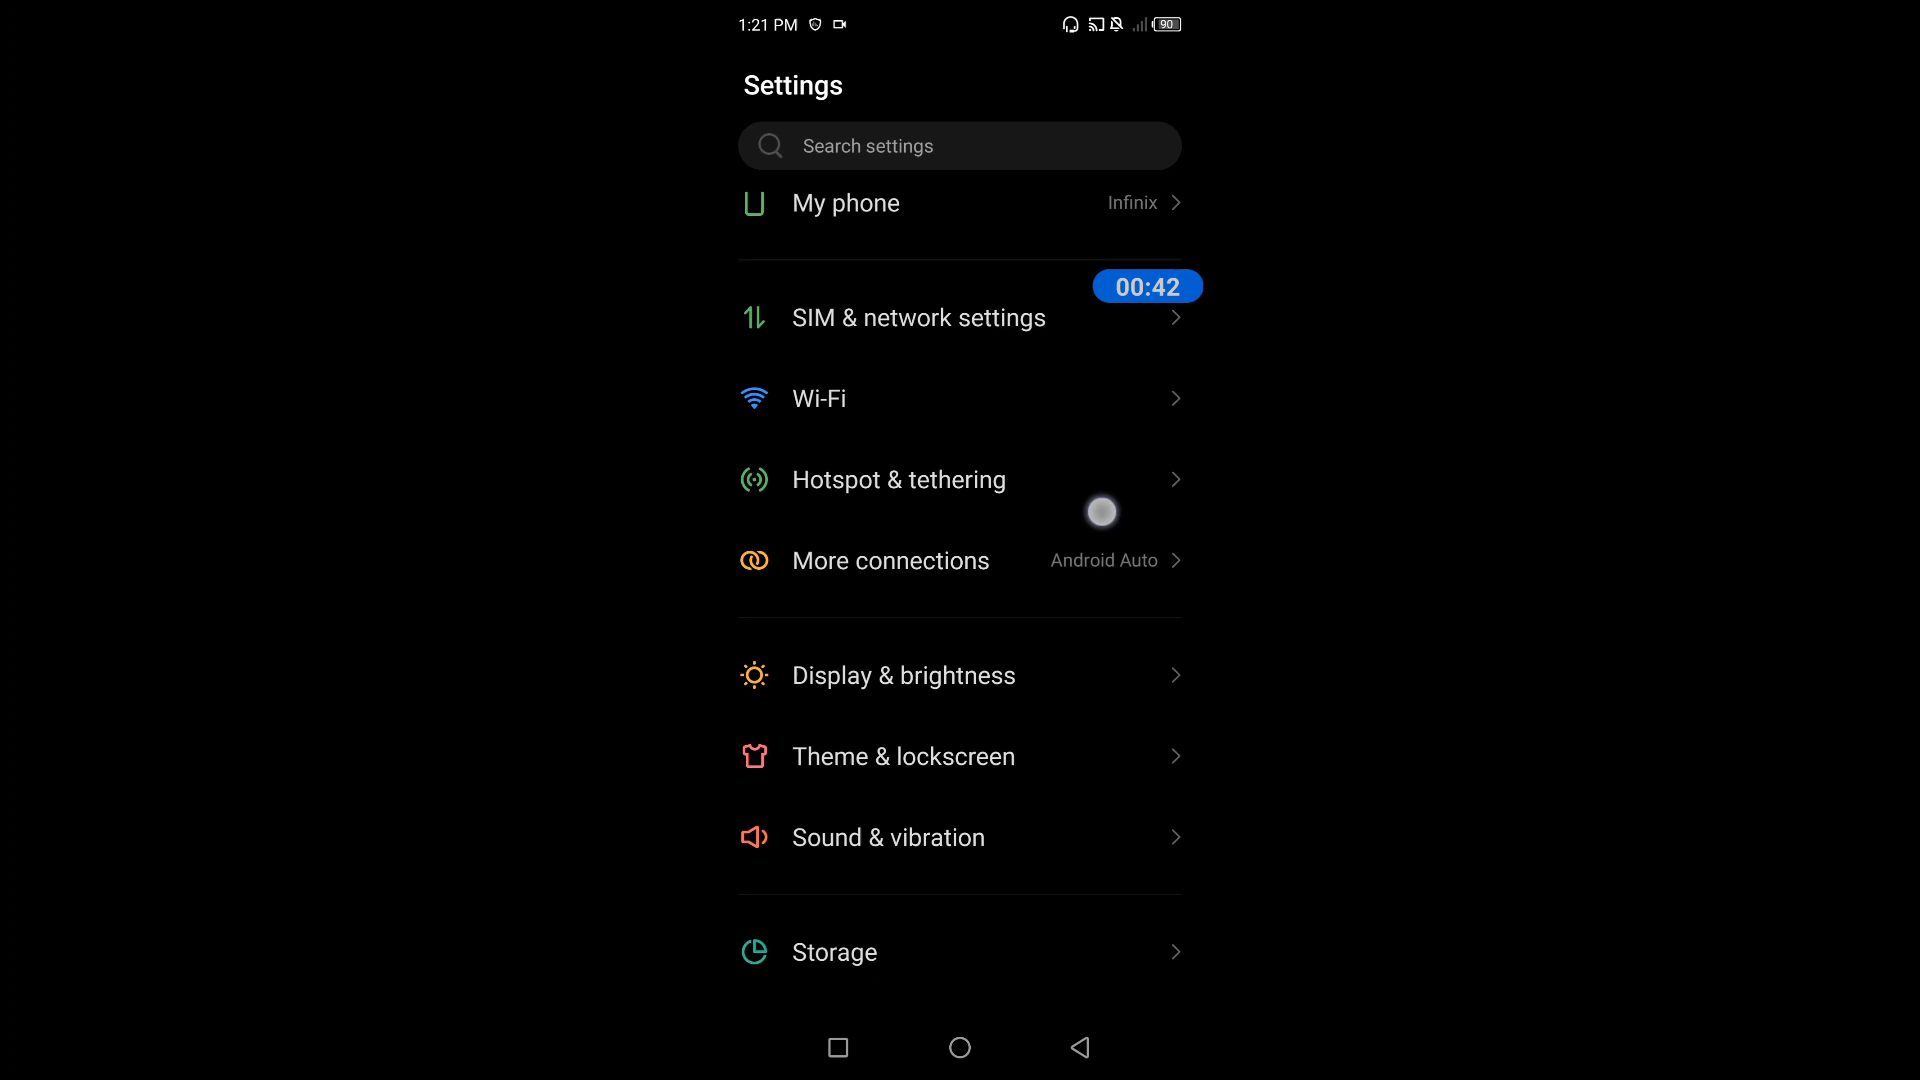 1:21 PM
90
Settings
Search settings
My phone
Infinix
00:42
SIM & network settings
Wi-Fi
Hotspot & tethering
More connections
Android Auto
Display & brightness
Theme & lockscreen
Sound & vibration
Storage